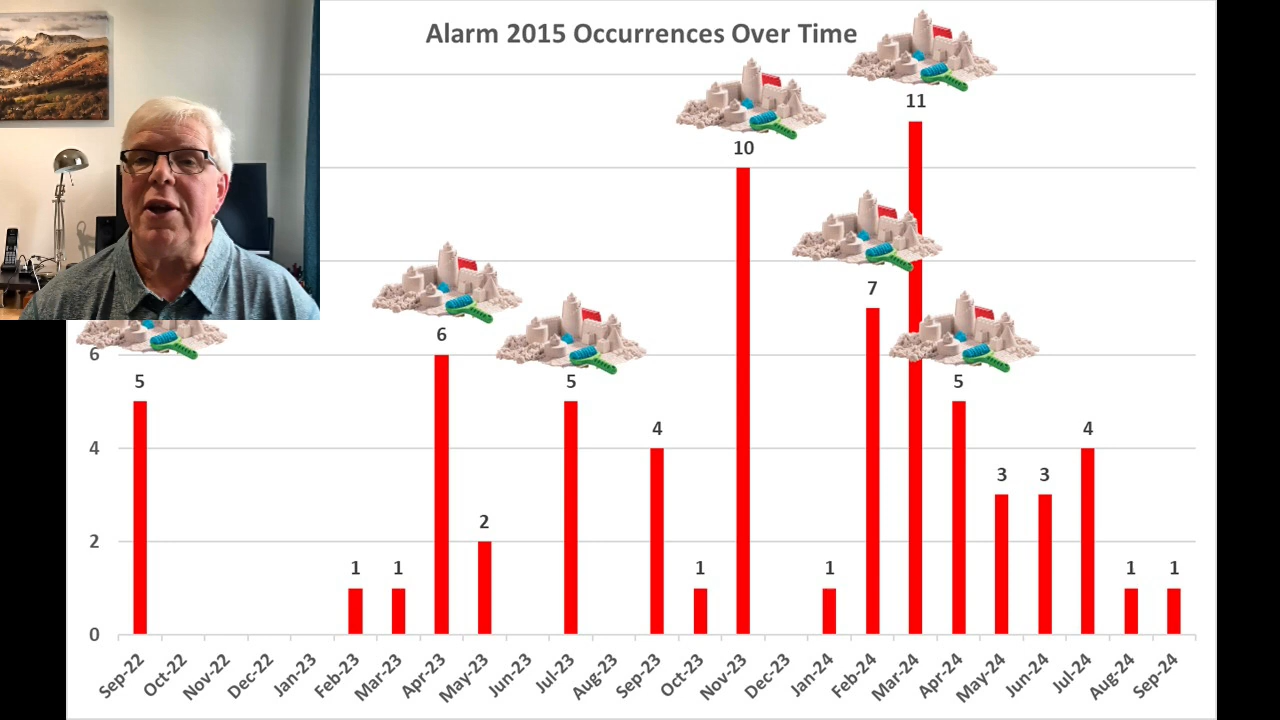 Alarm 2015 Occurrences Over Time
11
10
7
6
6
5
5
5
4
4
4
3
3
2
2
1
1
1
1
1
1
0
Sep-22
Oct-22
Nov-22
Dec-22
Jan-23
Feb-23
Mar-23
Apr-23
May-23
Jun-23
Jul-23
Aug-23
Sep-23
Oct-23
Nov-23
Dec-23
Jan-24
Feb-24
Mar-24
Apr-24
May-24
Jun-24
Jul-24
Aug-24
Sep-24